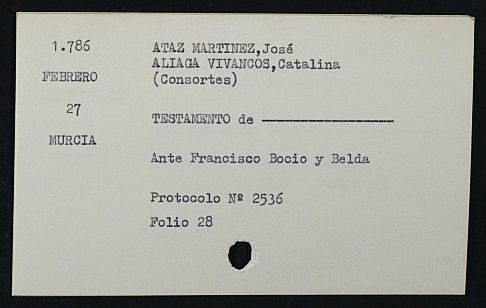 1.786
FEBRERO
27
MURCIA
ATAZ MARTINEZ,José
ALIAGA VIVANCOS,Catalina
(Consortes)
TESTAMENTO de ------------------
Ante Francisco Bocio y Belda
Protocolo Nº 2536
Folio 28